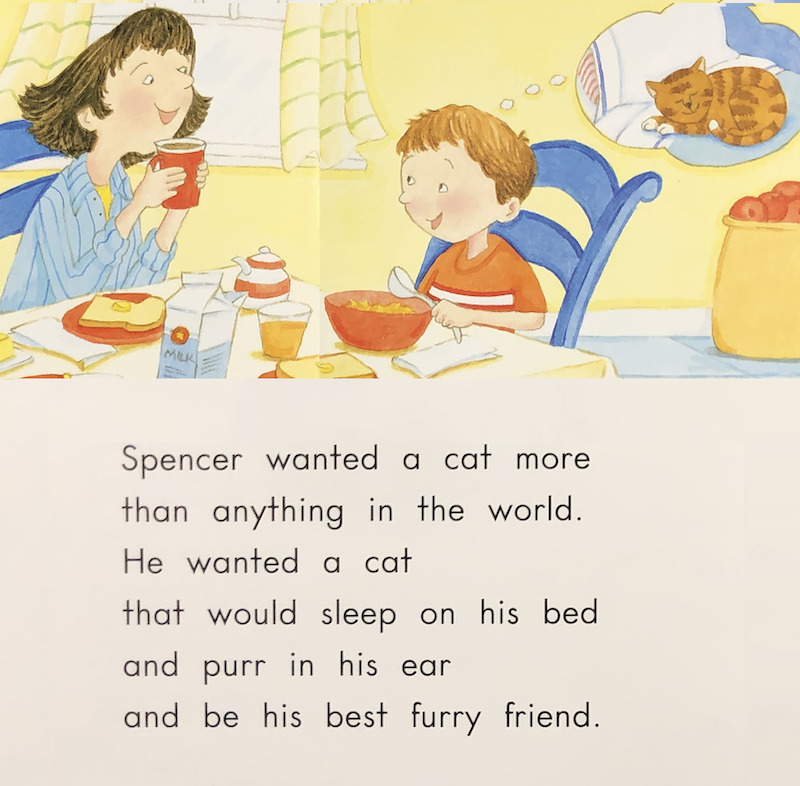 MILK
Spencer wanted a cat more
than anything in the world.
He wanted a cat
that would sleep on his bed
and purr in his ear
and be his best furry friend.